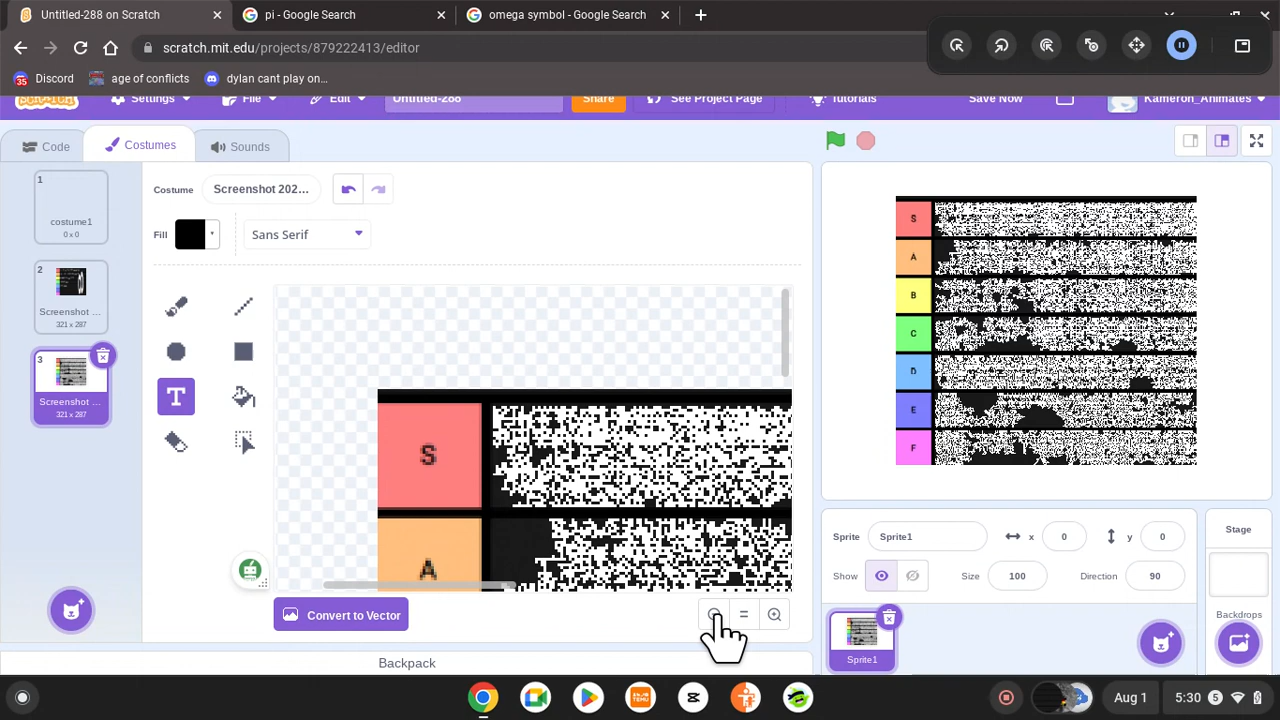 Untitled-288 on Scratch
pi - Google Search
omega symbol - Google Search
scratch.mit.edu/projects/879222413/editor
35 Discord
age of conflicts
dylan cant play on...
Settings
File
Edit
Untitled-288
Share
See Project Page
Tutorials
Save Now
Kameron_Animates
Code
Costumes
Sounds
1
costume1
0 x 0
2
Screenshot ...
321 x 287
3
Screenshot ...
321 x 287
Costume
Screenshot 202...
Fill
Sans Serif
T
S
A
Convert to Vector
Backpack
S
A
B
C
D
E
F
Sprite
Sprite1
x
0
y
0
Show
Size
100
Direction
90
Sprite1
Stage
Backdrops
TEMU
Aug 1
5:30
5